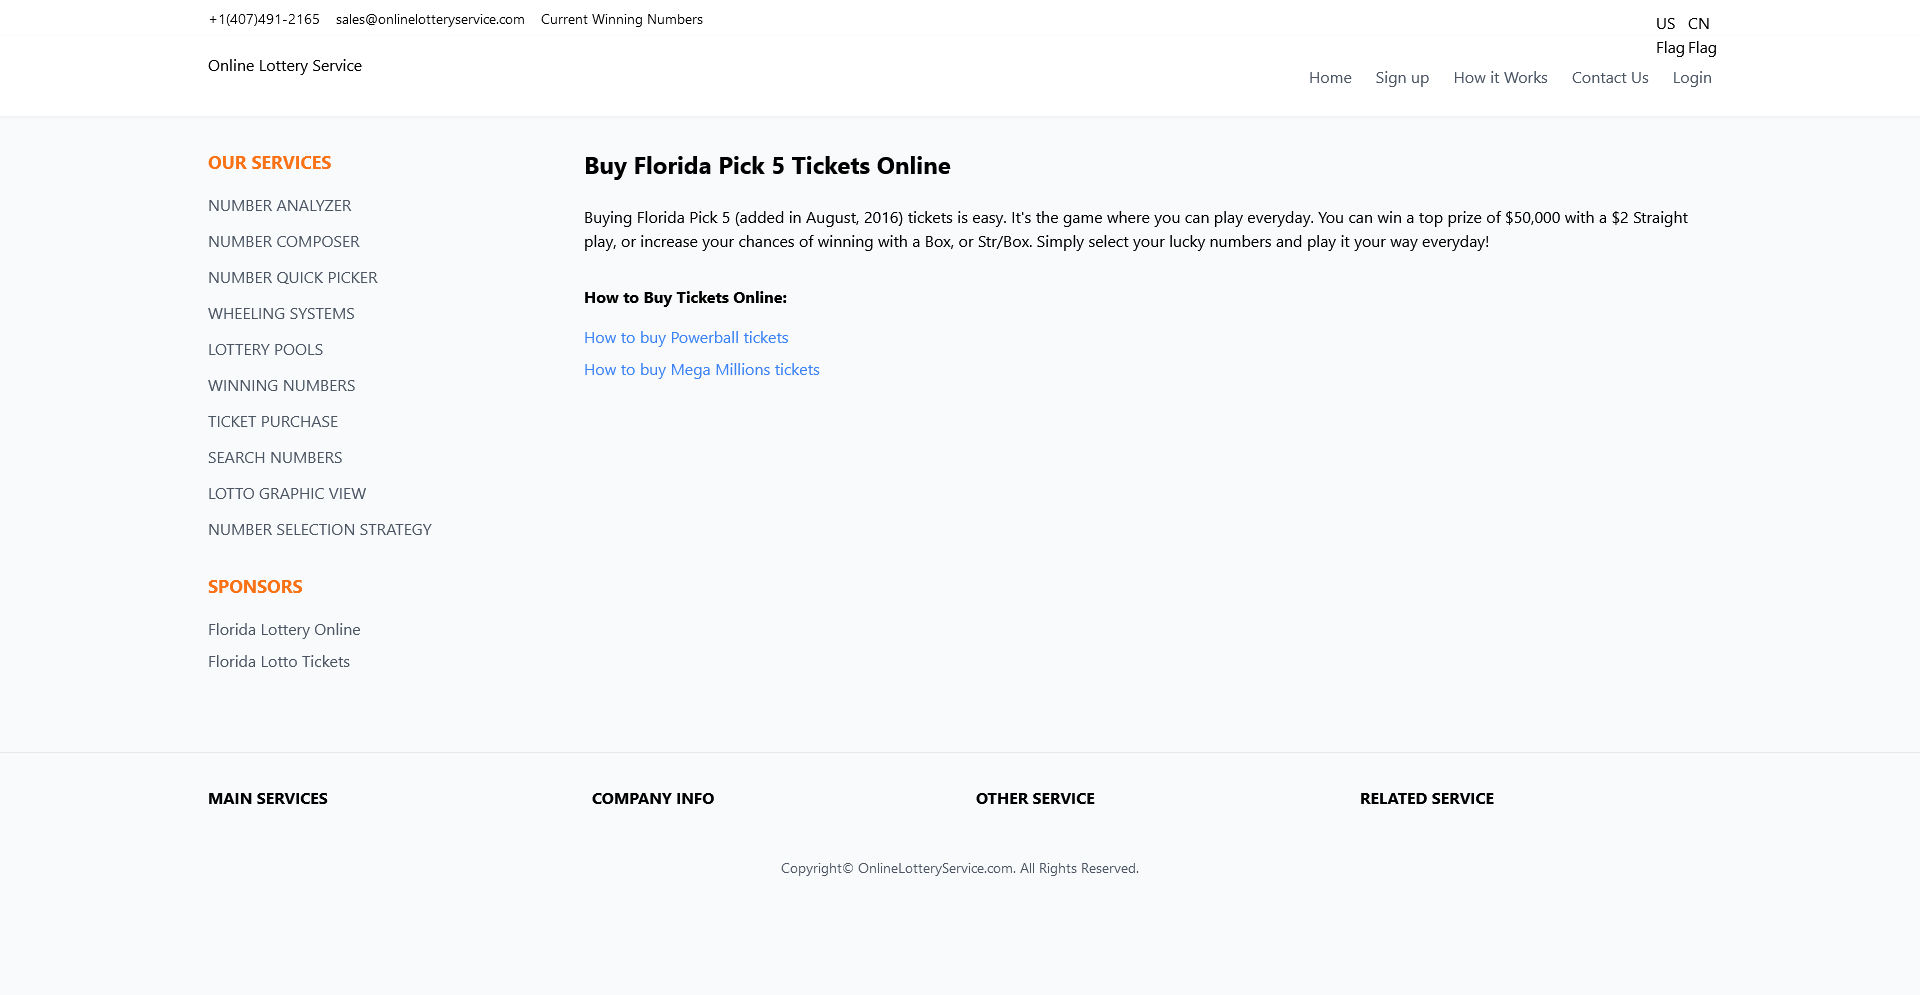 +1(407)491-2165 sales@onlinelotteryservice.com Current Winning Numbers
US Flag CN Flag
Online Lottery Service
Home Sign up How it Works Contact Us Login
OUR SERVICES
NUMBER ANALYZER
NUMBER COMPOSER
NUMBER QUICK PICKER
WHEELING SYSTEMS
LOTTERY POOLS
WINNING NUMBERS
TICKET PURCHASE
SEARCH NUMBERS
LOTTO GRAPHIC VIEW
NUMBER SELECTION STRATEGY
SPONSORS
Florida Lottery Online
Florida Lotto Tickets
Buy Florida Pick 5 Tickets Online
Buying Florida Pick 5 (added in August, 2016) tickets is easy. It's the game where you can play everyday. You can win a top prize of $50,000 with a $2 Straight
play, or increase your chances of winning with a Box, or Str/Box. Simply select your lucky numbers and play it your way everyday!
How to Buy Tickets Online:
How to buy Powerball tickets
How to buy Mega Millions tickets
MAIN SERVICES COMPANY INFO OTHER SERVICE RELATED SERVICE
Copyright© OnlineLotteryService.com. All Rights Reserved.